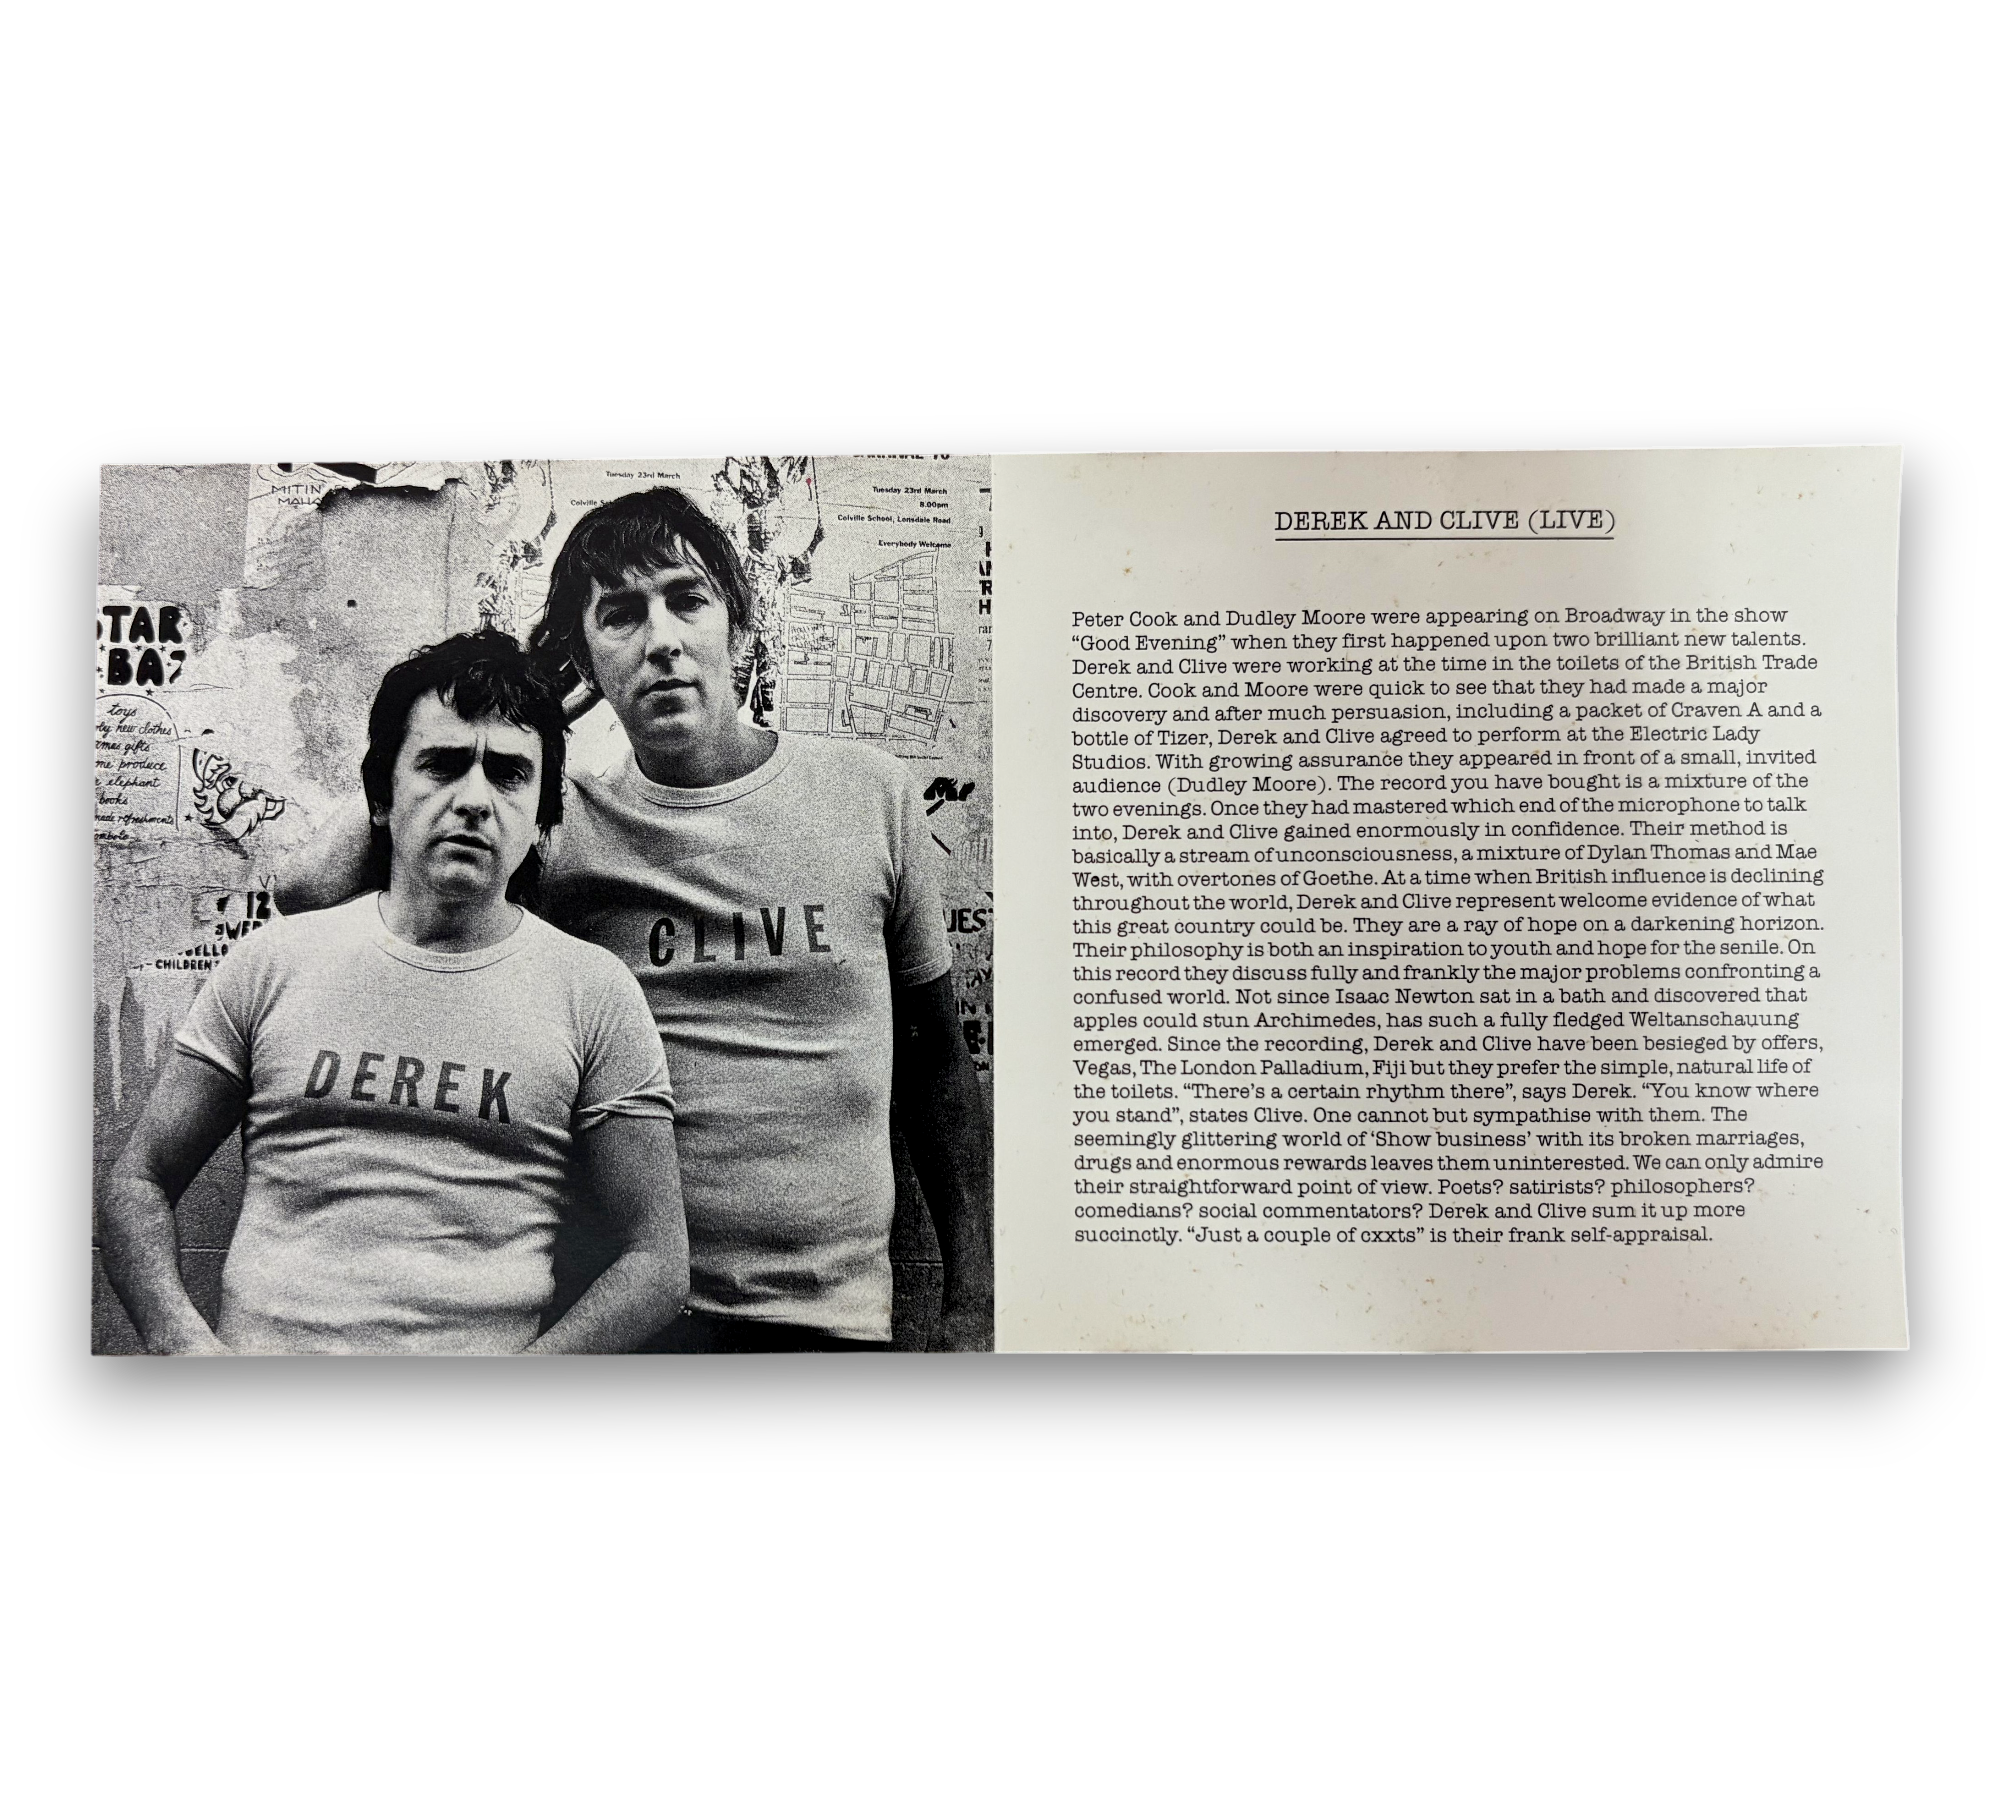 MITIN
Tuesday 23rd March
Tuesday 23rd March
8.00pm
Colville School, Lonsdale Road
Everybody Welcome
STAR
BA
toys
new clothes
gifts
produce
elephant
books
12
CHILDREN
CLIVE
DEREK
DEREK AND CLIVE (LIVE)
Peter Cook and Dudley Moore were appearing on Broadway in the show
“Good Evening” when they first happened upon two brilliant new talents.
Derek and Clive were working at the time in the toilets of the British Trade
Centre. Cook and Moore were quick to see that they had made a major
discovery and after much persuasion, including a packet of Craven A and a
bottle of Tizer, Derek and Clive agreed to perform at the Electric Lady
Studios. With growing assurance they appeared in front of a small, invited
audience (Dudley Moore). The record you have bought is a mixture of the
two evenings. Once they had mastered which end of the microphone to talk
into, Derek and Clive gained enormously in confidence. Their method is
basically a stream of unconsciousness, a mixture of Dylan Thomas and Mae
West, with overtones of Goethe. At a time when British influence is declining
throughout the world, Derek and Clive represent welcome evidence of what
this great country could be. They are a ray of hope on a darkening horizon.
Their philosophy is both an inspiration to youth and hope for the senile. On
this record they discuss fully and frankly the major problems confronting a
confused world. Not since Isaac Newton sat in a bath and discovered that
apples could stun Archimedes, has such a fully fledged Weltanschauung
emerged. Since the recording, Derek and Clive have been besieged by offers,
Vegas, The London Palladium, Fiji but they prefer the simple, natural life of
the toilets. “There’s a certain rhythm there”, says Derek. “You know where
you stand”, states Clive. One cannot but sympathise with them. The
seemingly glittering world of ‘Show business’ with its broken marriages,
drugs and enormous rewards leaves them uninterested. We can only admire
their straightforward point of view. Poets? satirists? philosophers?
comedians? social commentators? Derek and Clive sum it up more
succinctly. “Just a couple of cxxts” is their frank self-appraisal.